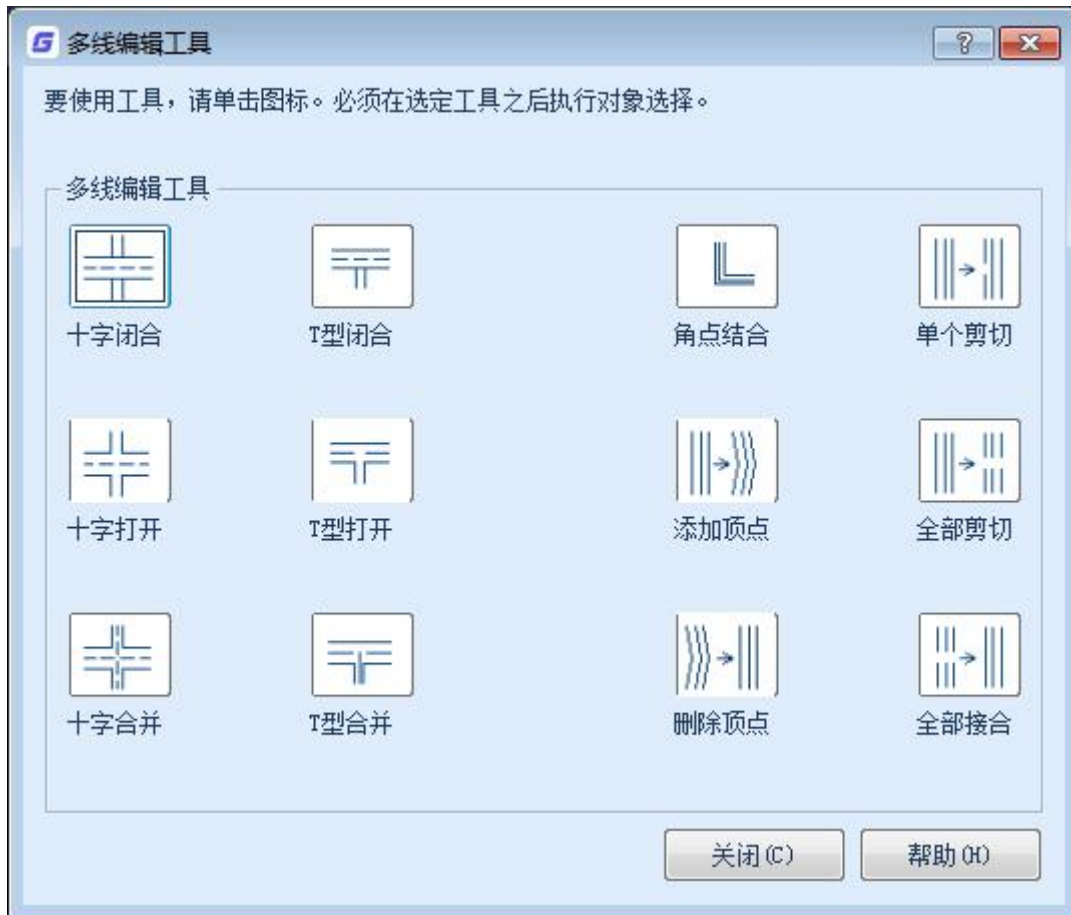 多线编辑工具
要使用工具，请单击图标。必须在选定工具之后执行对象选择。
多线编辑工具
十字闭合 T型闭合 角点结合 单个剪切
十字打开 T型打开 添加顶点 全部剪切
十字合并 T型合并 删除顶点 全部接合
关闭(C) 帮助(H)